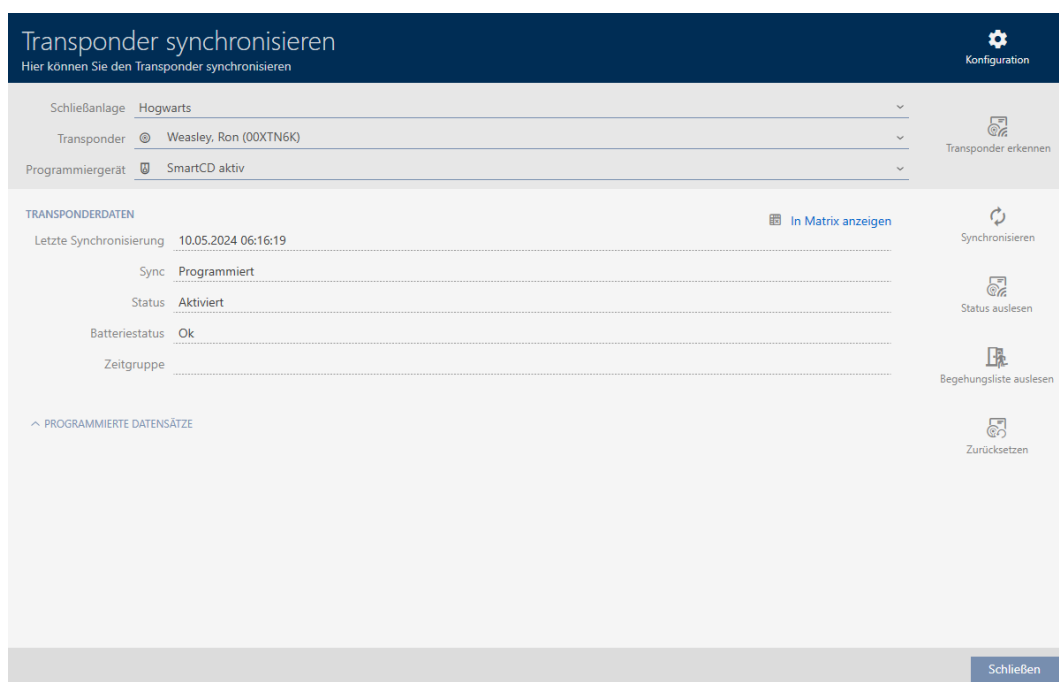 Transponder synchronisieren
Hier können Sie den Transponder synchronisieren
Konfiguration
Schließanlage Hogwarts
Transponder Weasley, Ron (00XTN6K)
Programmiergerät SmartCD aktiv
Transponder erkennen
TRANSPONDERDATEN
In Matrix anzeigen
Letzte Synchronisierung 10.05.2024 06:16:19
Sync Programmiert
Status Aktiviert
Batteriestatus Ok
Zeitgruppe
PROGRAMMIERTE DATENSÄTZE
Synchronisieren
Status auslesen
Begehungsliste auslesen
Zurücksetzen
Schließen